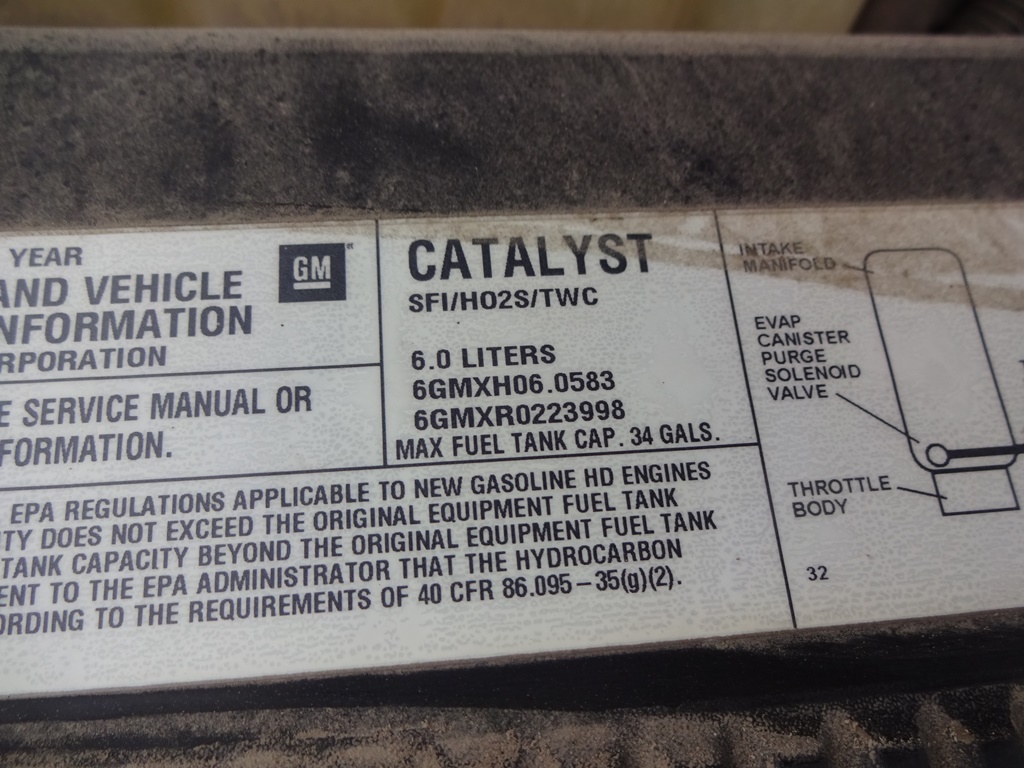 YEAR
AND VEHICLE
INFORMATION
RPORATION
GM
E SERVICE MANUAL OR
FORMATION.
CATALYST
SFI/HO2S/TWC
6.0 LITERS
6GMXH06.0583
6GMXR0223998
MAX FUEL TANK CAP. 34 GALS.
EPA REGULATIONS APPLICABLE TO NEW GASOLINE HD ENGINES
ITY DOES NOT EXCEED THE ORIGINAL EQUIPMENT FUEL TANK
TANK CAPACITY BEYOND THE ORIGINAL EQUIPMENT FUEL TANK
ENT TO THE EPA ADMINISTRATOR THAT THE HYDROCARBON
ORDING TO THE REQUIREMENTS OF 40 CFR 86.095-35(g)(2).
INTAKE
MANIFOLD
EVAP
CANISTER
PURGE
SOLENOID
VALVE
THROTTLE
BODY
32